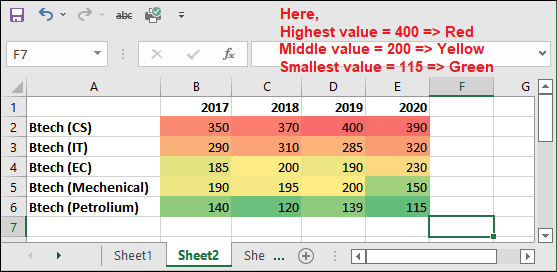 abc
Here,
Highest value = 400 => Red
Middle value = 200 => Yellow
Smallest value = 115 => Green
F7 fx
A B C D E F G
1 2017 2018 2019 2020
2 Btech (CS) 350 370 400 390
3 Btech (IT) 290 310 285 320
4 Btech (EC) 185 200 190 230
5 Btech (Mechenical) 190 195 200 150
6 Btech (Petrolium) 140 120 139 115
7
Sheet1 Sheet2 She ...